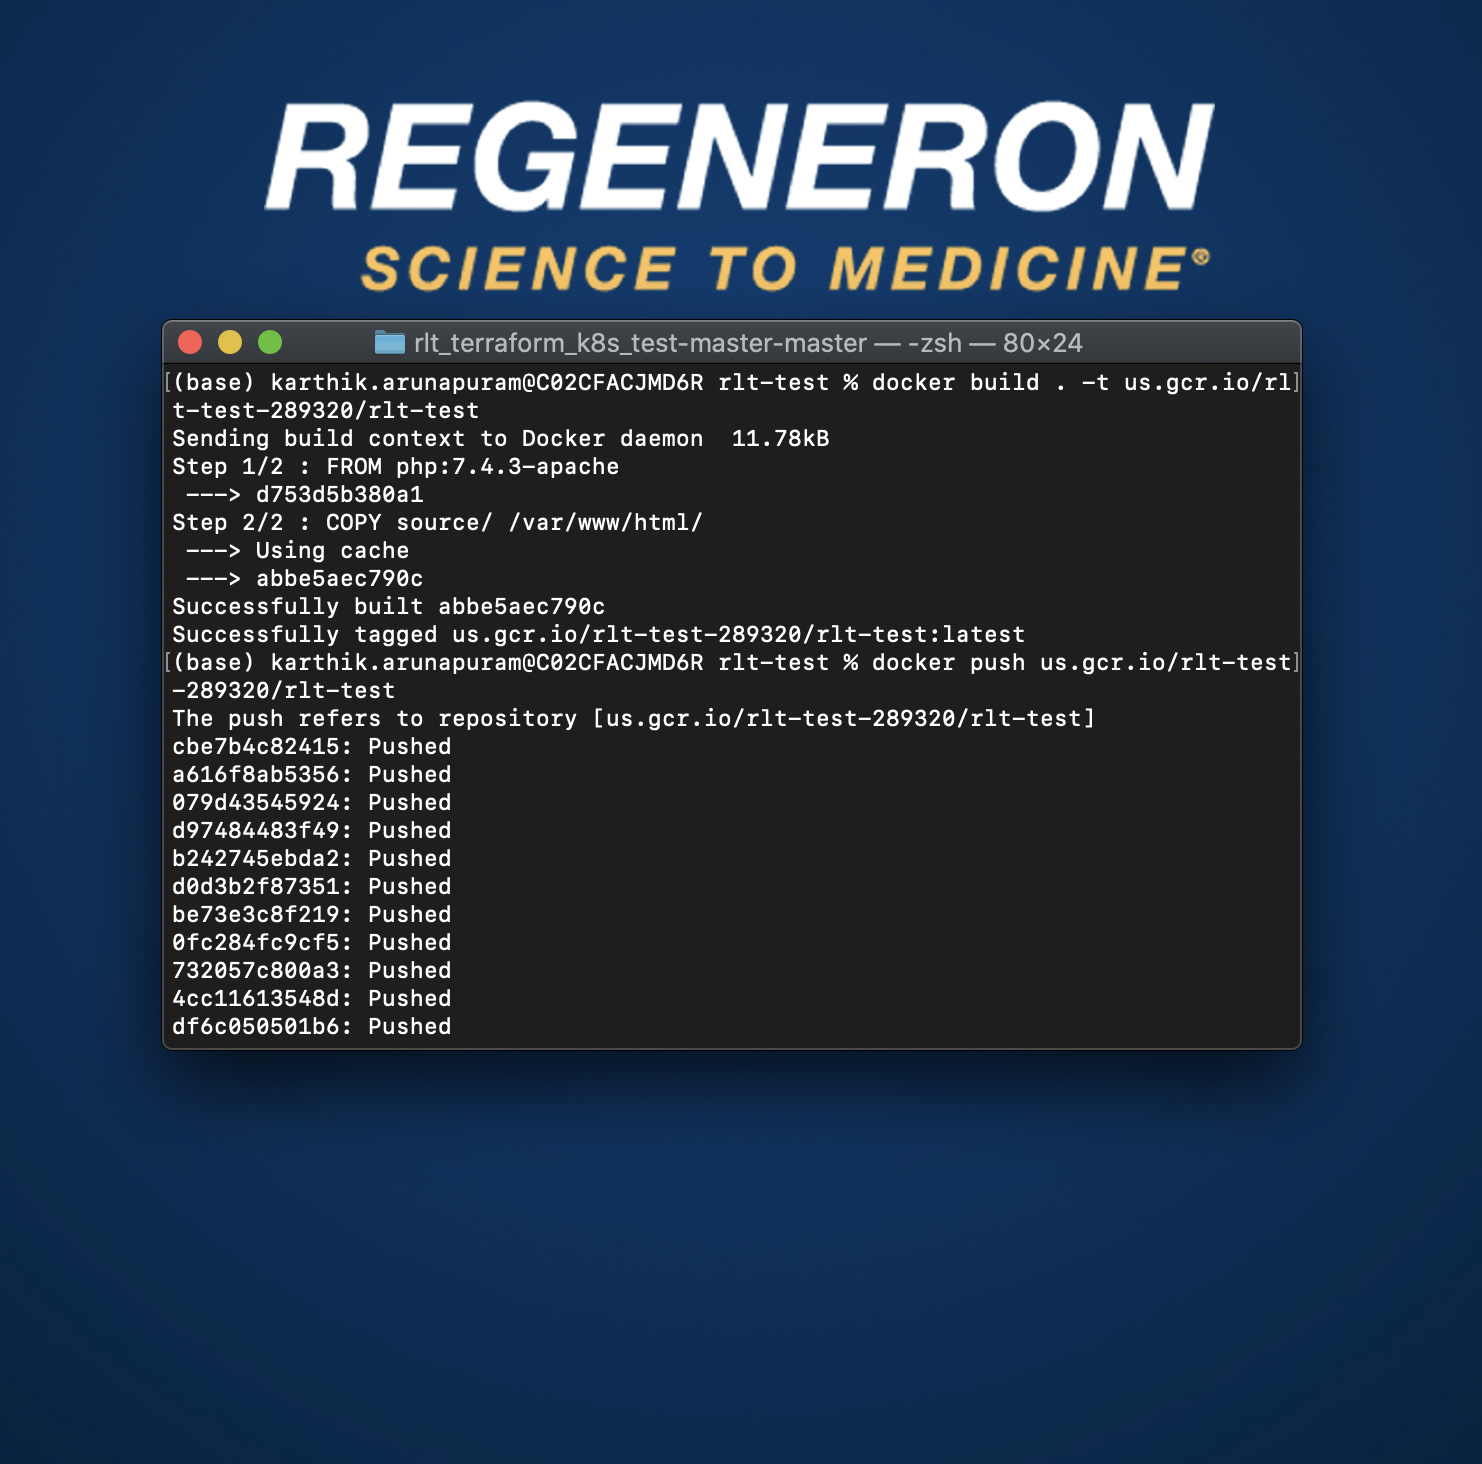 REGENERON
SCIENCE TO MEDICINE®
rlt_terraform_k8s_test-master-master — -zsh — 80×24
[(base) karthik.arunapuram@C02CFACJMD6R rlt-test % docker build . -t us.gcr.io/rl]
t-test-289320/rlt-test
Sending build context to Docker daemon  11.78kB
Step 1/2 : FROM php:7.4.3-apache
 ---> d753d5b380a1
Step 2/2 : COPY source/ /var/www/html/
 ---> Using cache
 ---> abbe5aec790c
Successfully built abbe5aec790c
Successfully tagged us.gcr.io/rlt-test-289320/rlt-test:latest
[(base) karthik.arunapuram@C02CFACJMD6R rlt-test % docker push us.gcr.io/rlt-test]
-289320/rlt-test
The push refers to repository [us.gcr.io/rlt-test-289320/rlt-test]
cbe7b4c82415: Pushed
a616f8ab5356: Pushed
079d43545924: Pushed
d97484483f49: Pushed
b242745ebda2: Pushed
d0d3b2f87351: Pushed
be73e3c8f219: Pushed
0fc284fc9cf5: Pushed
732057c800a3: Pushed
4cc11613548d: Pushed
df6c050501b6: Pushed